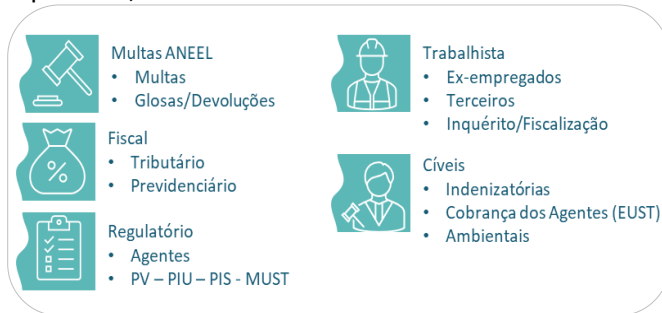 Multas ANEEL
• Multas
• Glosas/Devoluções
Fiscal
• Tributário
• Previdenciário
Regulatório
• Agentes
• PV – PIU – PIS - MUST
Trabalhista
• Ex-empregados
• Terceiros
• Inquérito/Fiscalização
Cíveis
• Indenizatórias
• Cobrança dos Agentes (EUST)
• Ambientais